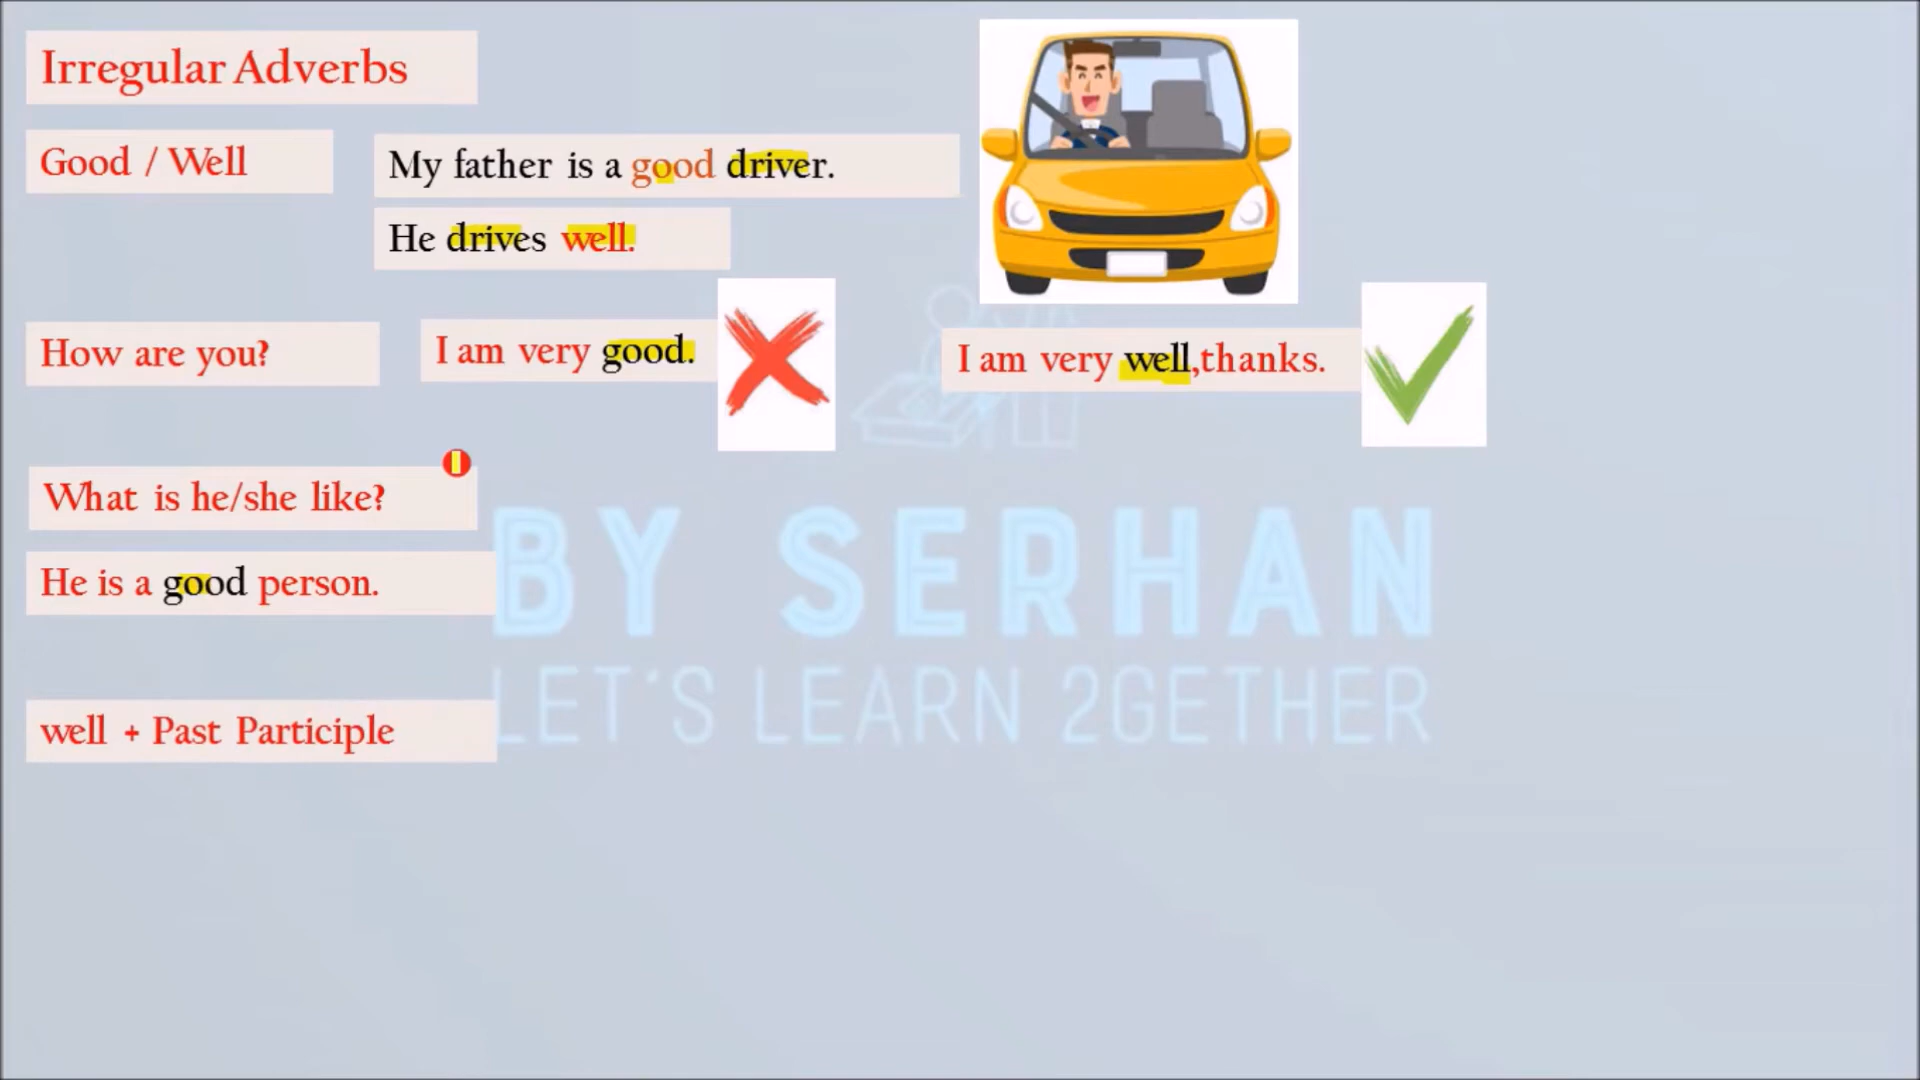 Irregular Adverbs
Good / Well
My father is a good driver.
He drives well.
How are you?
I am very good.
I am very well,thanks.
What is he/she like?
He is a good person.
well + Past Participle
BY SERHAN
LET'S LEARN 2GETHER